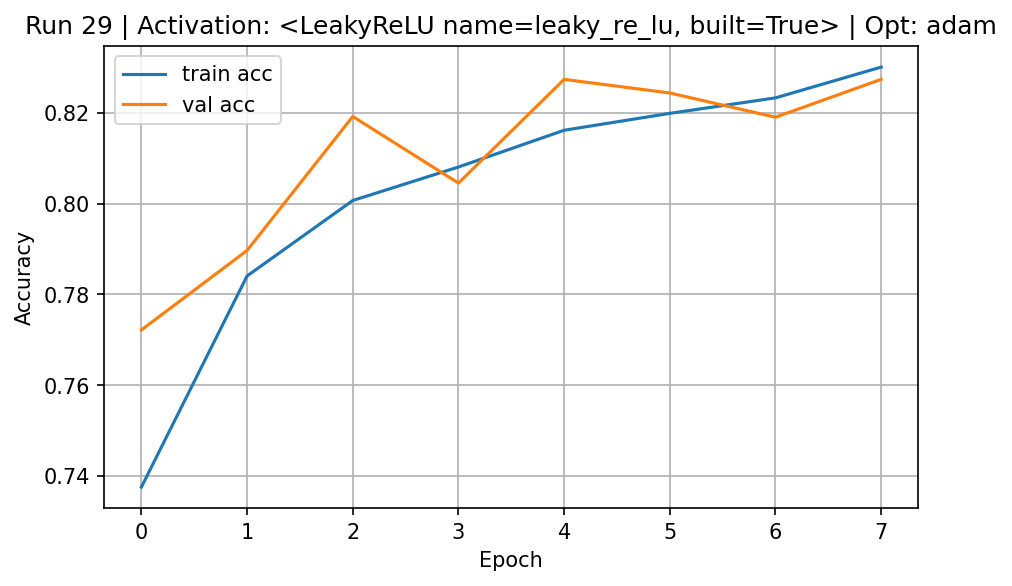 Run 29 | Activation: <LeakyReLU name=leaky_re_lu, built=True> | Opt: adam
train acc
val acc
0.82
0.80
0.78
0.76
0.74
Accuracy
0 1 2 3 4 5 6 7
Epoch